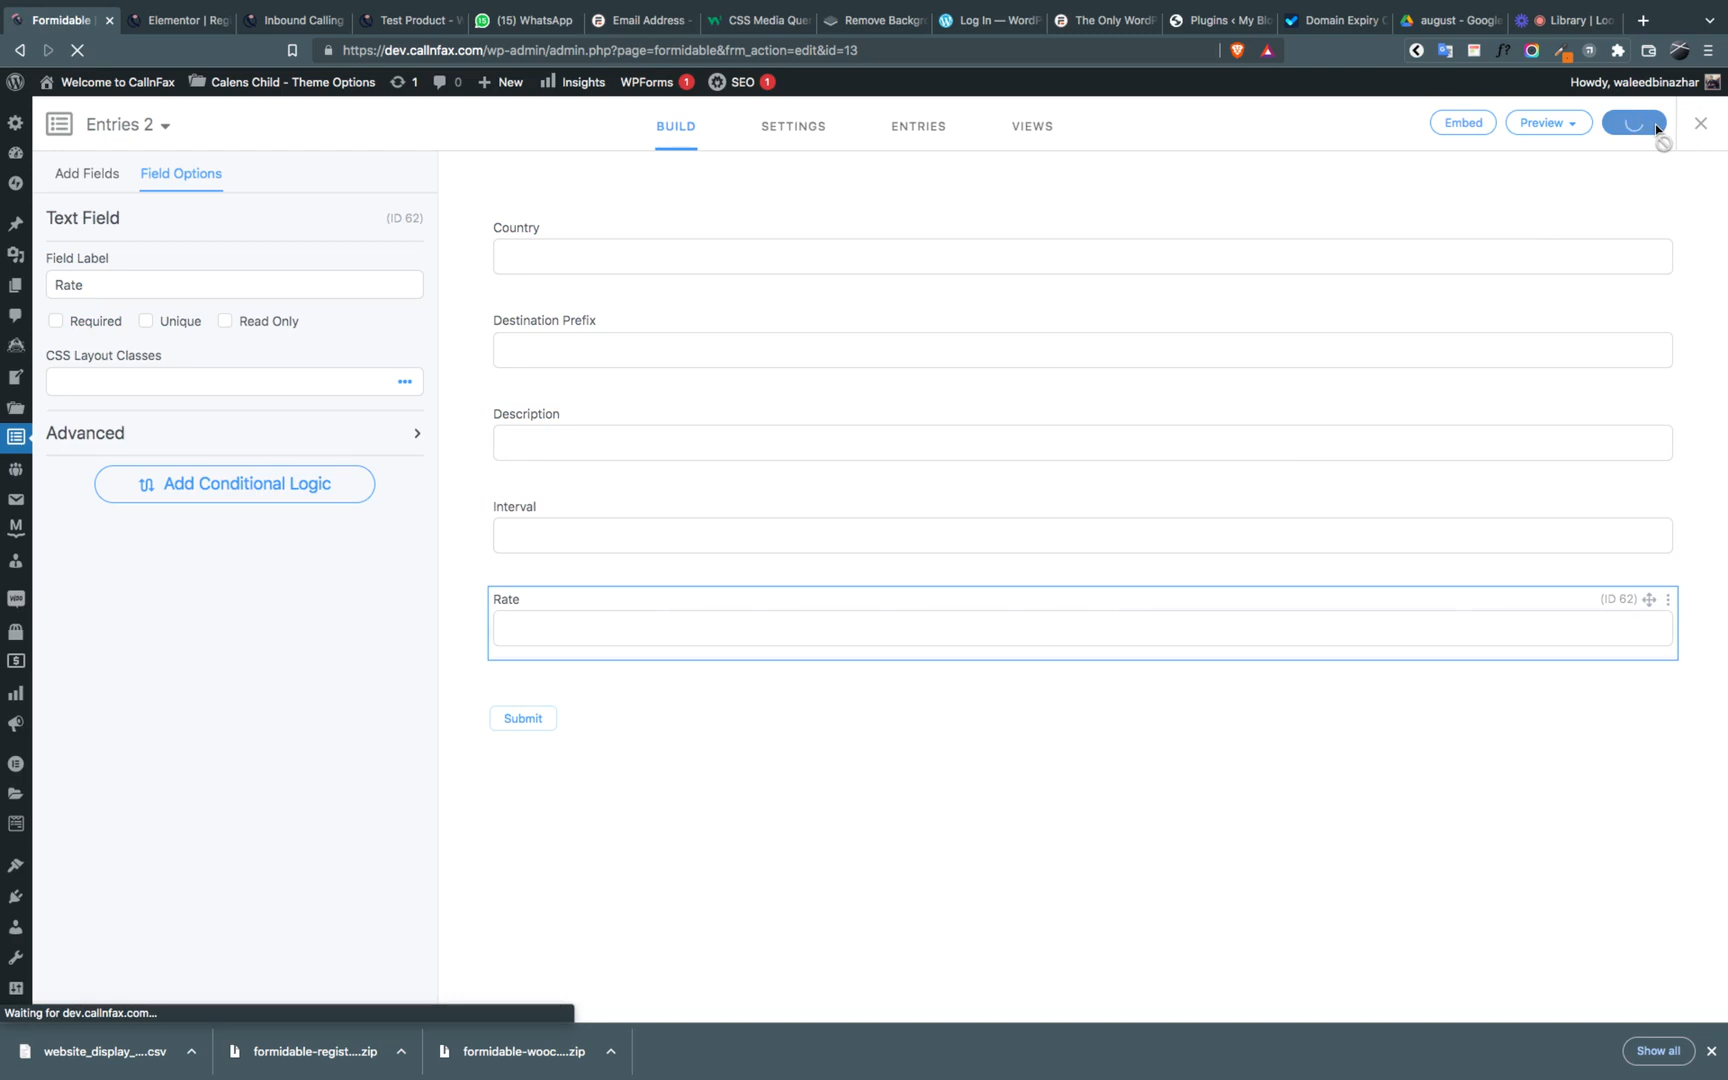 Formidable
Elementor | Reg
Inbound Calling
Test Product - W
(15) WhatsApp
Email Address -
CSS Media Que
Remove Backgr
Log In — WordP
The Only WordP
Plugins ‹ My Blo
Domain Expiry C
august - Google
Library | Loo
https://dev.callnfax.com/wp-admin/admin.php?page=formidable&frm_action=edit&id=13
Welcome to CallnFax
Calens Child - Theme Options
1
0
New
Insights
WPForms 1
SEO 1
Howdy, waleedbinazhar
Entries 2
BUILD
SETTINGS
ENTRIES
VIEWS
Embed
Preview
Add Fields
Field Options
Text Field
(ID 62)
Field Label
Rate
Required
Unique
Read Only
CSS Layout Classes
Advanced
Add Conditional Logic
Country
Destination Prefix
Description
Interval
Rate
(ID 62)
Submit
Waiting for dev.callnfax.com...
website_display_....csv
formidable-regist....zip
formidable-wooc....zip
Show all